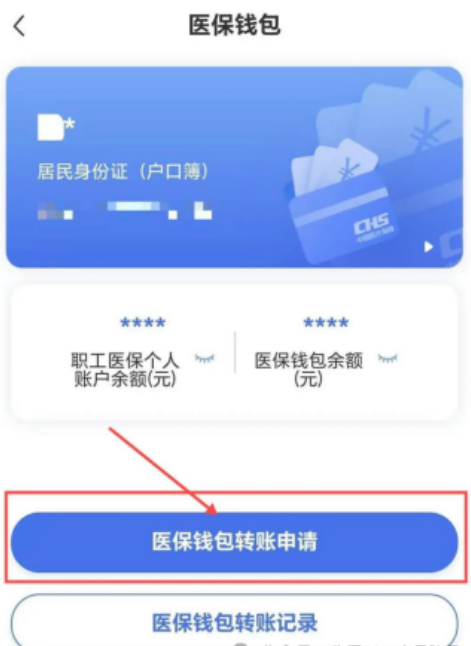 医保钱包
*
居民身份证（户口簿）
CHS
****
****
职工医保个人
账户余额(元)
医保钱包余额
(元)
医保钱包转账申请
医保钱包转账记录